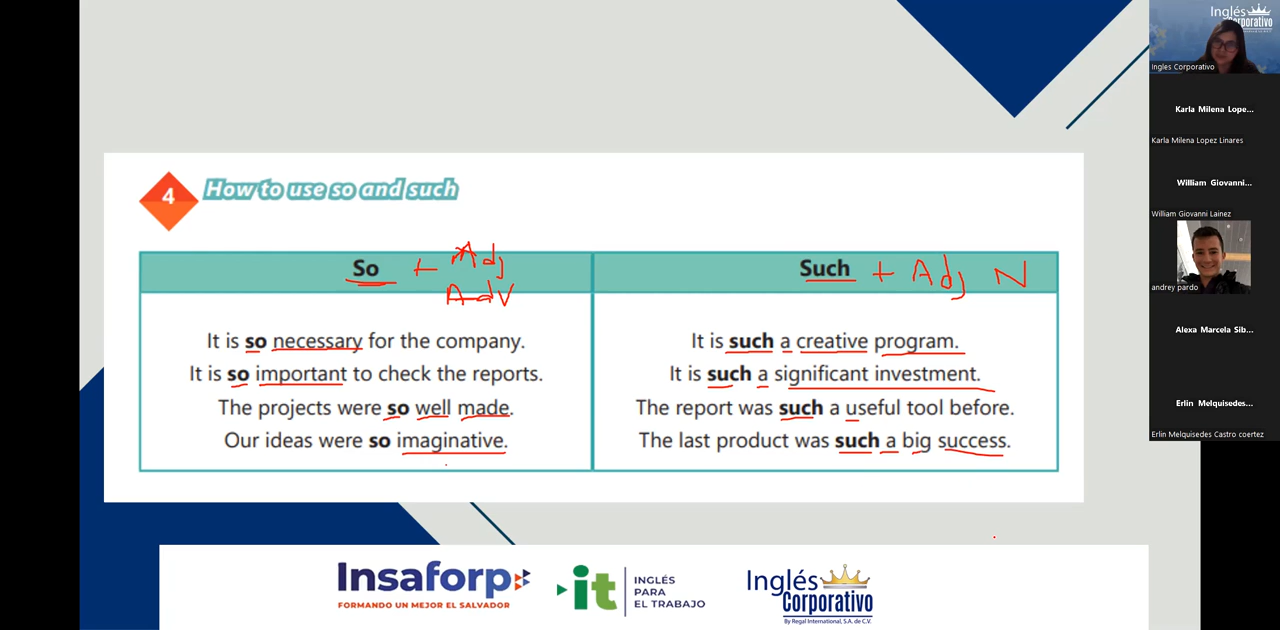 Inglés
Corporativo
Ingles Corporativo
Karla Milena Lope...
Karla Milena Lopez Linares
William Giovanni...
William Giovanni Lainez
andrey pardo
Alexa Marcela Sib...
Erlin Melquisedes...
Erlin Melquisedes Castro coertez
4
How to use so and such
So + Adj
Adv
Such + Adj N
It is so necessary for the company.
It is so important to check the reports.
The projects were so well made.
Our ideas were so imaginative.
It is such a creative program.
It is such a significant investment.
The report was such a useful tool before.
The last product was such a big success.
Insaforp
FORMANDO UN MEJOR EL SALVADOR
it
INGLÉS
PARA
EL TRABAJO
Inglés
Corporativo
By Regal International, S.A. de C.V.